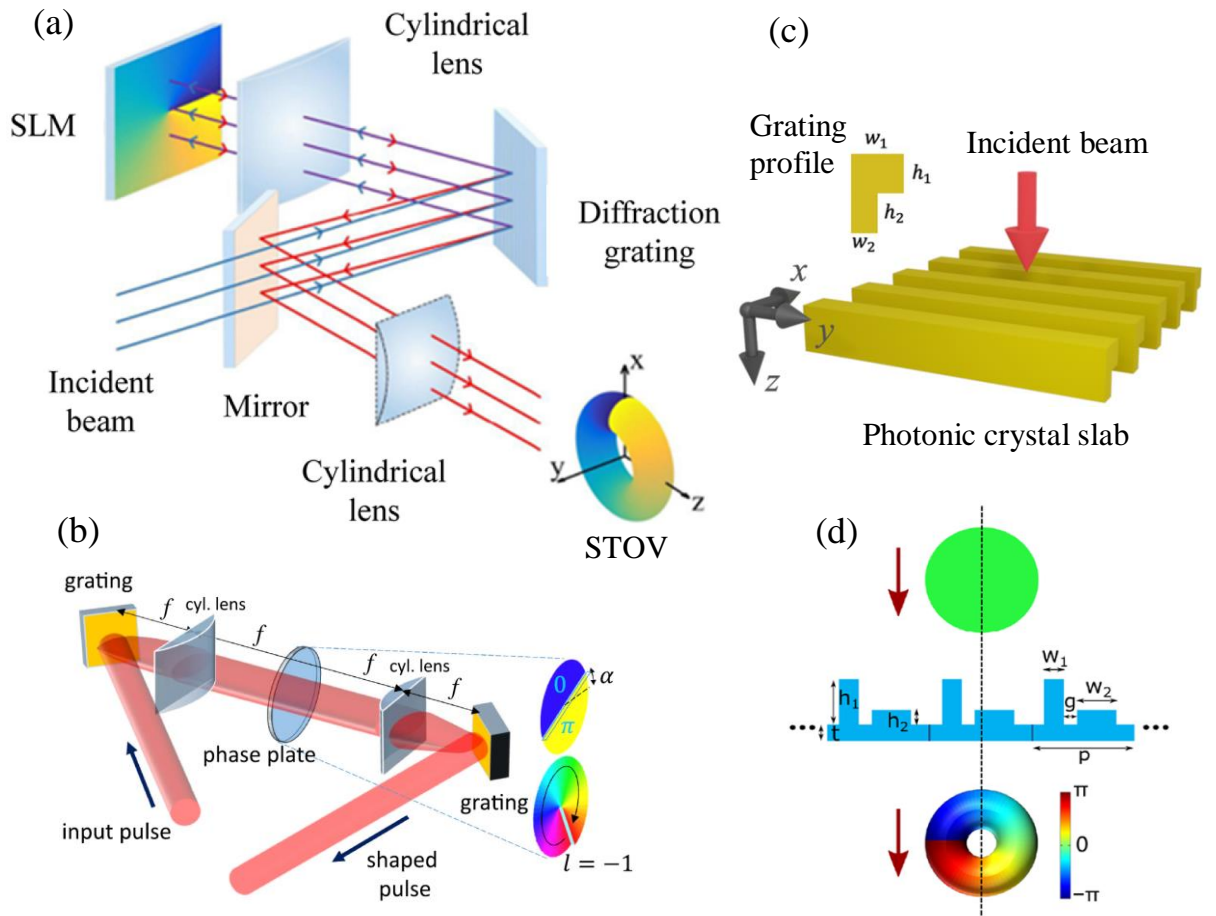 (a)
Cylindrical
lens
SLM
Diffraction
grating
Incident
beam
Mirror
Cylindrical
lens
x
y
z
STOV
(c)
Grating
profile
w₁
h₁
h₂
w₂
Incident beam
x
y
z
Photonic crystal slab
(b)
grating
f
cyl. lens
f
f
cyl. lens
f
phase plate
0
π
α
input pulse
grating
shaped
pulse
l = −1
(d)
w₁
h₁
g
w₂
h₂
t
p
π
0
−π